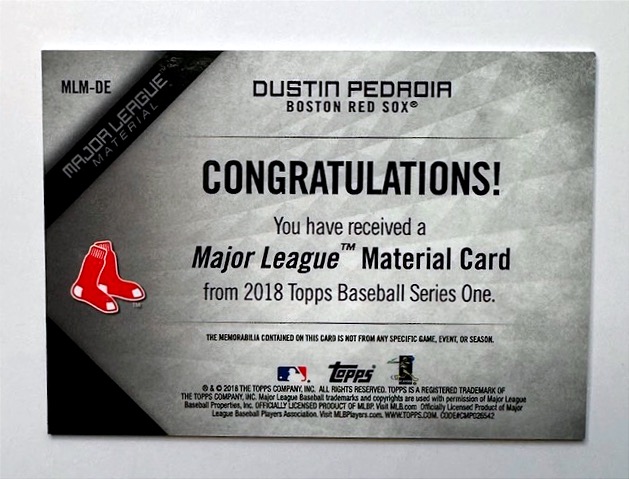 MLM-DE
MAJOR LEAGUE
MATERIAL
DUSTIN PEDROIA
BOSTON RED SOX®
CONGRATULATIONS!
You have received a
Major League™ Material Card
from 2018 Topps Baseball Series One.
TM
THE MEMORABILIA CONTAINED ON THIS CARD IS NOT FROM ANY SPECIFIC GAME, EVENT, OR SEASON.
Topps
® & © 2018 THE TOPPS COMPANY, INC. ALL RIGHTS RESERVED. TOPPS IS A REGISTERED TRADEMARK OF
THE TOPPS COMPANY, INC. Major League Baseball trademarks and copyrights are used with permission of Major League
Baseball Properties, Inc. OFFICIALLY LICENSED PRODUCT of MLBP. Visit MLB.com Officially Licensed Product of Major
League Baseball Players Association. Visit MLBPlayers.com. WWW.TOPPS.COM. CODE#CMP026542